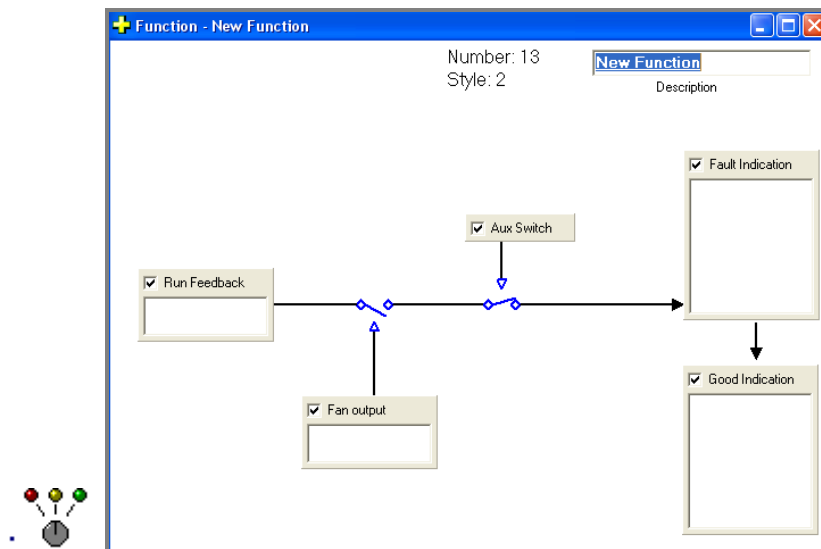 Function - New Function
Number: 13
Style: 2
New Function
Description
Fault Indication
Aux Switch
Run Feedback
Good Indication
Fan output